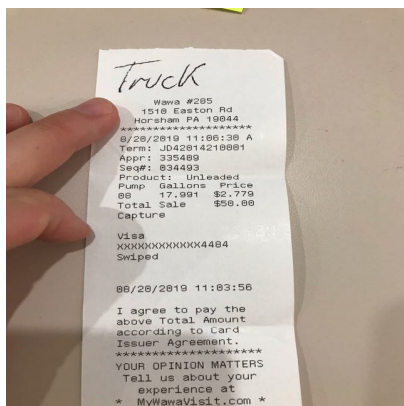 Truck
Wawa #285
1510 Easton Rd
Horsham PA 19044
********************
8/20/2019 11:06:30 A
Term: JD42014210001
Appr: 335409
Seq#: 034493
Product: Unleaded
Pump Gallons Price
08 17.991 $2.779
Total Sale $50.00
Capture
Visa
XXXXXXXXXXXX4404
Swiped
08/20/2019 11:03:56
I agree to pay the
above Total Amount
according to Card
Issuer Agreement.
********************
YOUR OPINION MATTERS
Tell us about your
experience at
* MyWawaVisit.com *